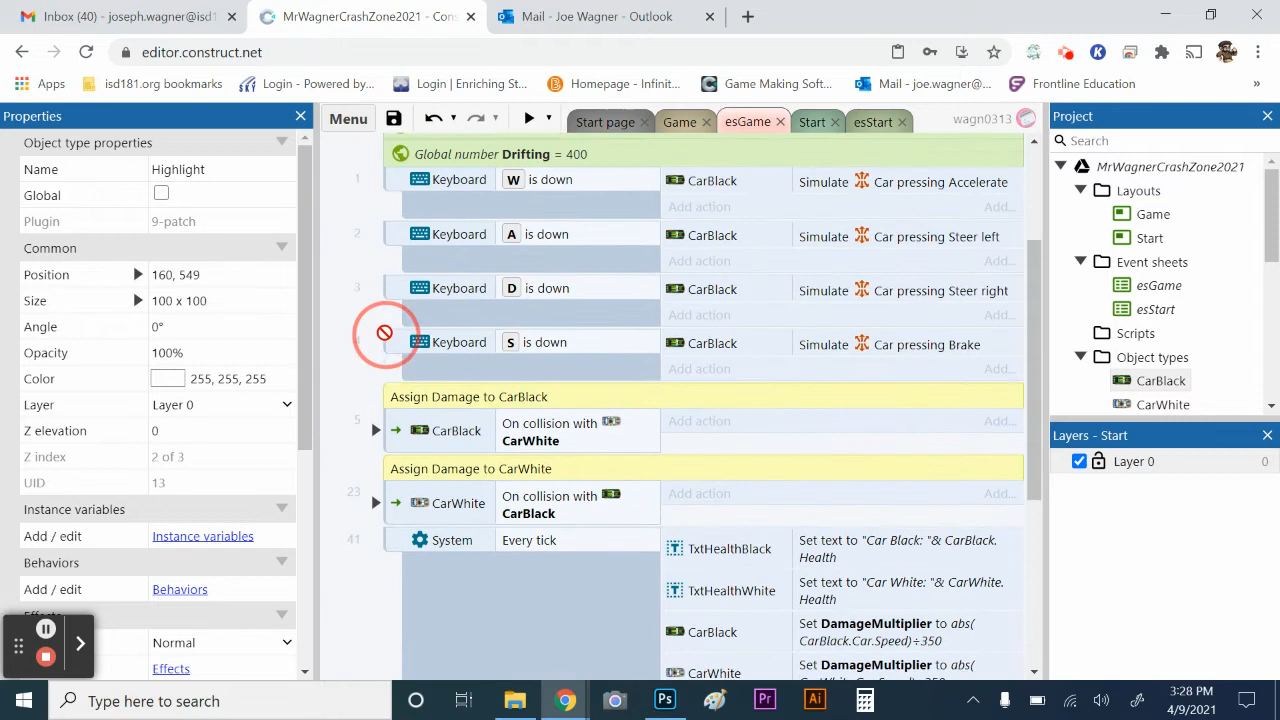 Inbox (40) - joseph.wagner@isd1
MrWagnerCrashZone2021 - Cons
Mail - Joe Wagner - Outlook
editor.construct.net
Apps
isd181.org bookmarks
Login - Powered by...
Login | Enriching St...
Homepage - Infinit...
Game Making Soft...
Mail - joe.wagner@...
Frontline Education
»
Properties
Menu
Start page
Game
esGame
Start
esStart
wagn0313
Project
Object type properties
Name Highlight
Global
Plugin 9-patch
Common
Position 160, 549
Size 100 x 100
Angle 0°
Opacity 100%
Color 255, 255, 255
Layer Layer 0
Z elevation 0
Z index 2 of 3
UID 13
Instance variables
Add / edit Instance variables
Behaviors
Add / edit Behaviors
Normal
Effects
Global number Drifting = 400
1 Keyboard W is down CarBlack Simulate Car pressing Accelerate
Add action Add...
2 Keyboard A is down CarBlack Simulate Car pressing Steer left
Add action Add...
3 Keyboard D is down CarBlack Simulate Car pressing Steer right
Add action Add...
4 Keyboard S is down CarBlack Simulate Car pressing Brake
Add action Add...
Assign Damage to CarBlack
5 CarBlack On collision with CarWhite Add action Add...
Assign Damage to CarWhite
23 CarWhite On collision with CarBlack Add action Add...
41 System Every tick
TxtHealthBlack Set text to "Car Black: "& CarBlack.
Health
TxtHealthWhite Set text to "Car White: "& CarWhite.
Health
CarBlack Set DamageMultiplier to abs(
CarBlack.Car.Speed)÷350
CarWhite Set DamageMultiplier to abs(
Search
MrWagnerCrashZone2021
Layouts
Game
Start
Event sheets
esGame
esStart
Scripts
Object types
CarBlack
CarWhite
Layers - Start
Layer 0 0
Type here to search
Ps
Pr
Ai
3:28 PM
4/9/2021